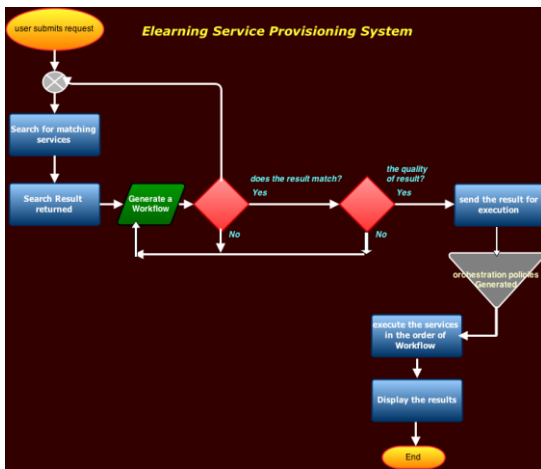 user submits request
Elearning Service Provisioning System
Search for matching
services
Search Result
returned
Generate a
Workflow
does the result match?
Yes
No
the quality
of result?
Yes
No
send the result for
execution
orchestration policies
Generated
execute the services
in the order of
Workflow
Display the results
End